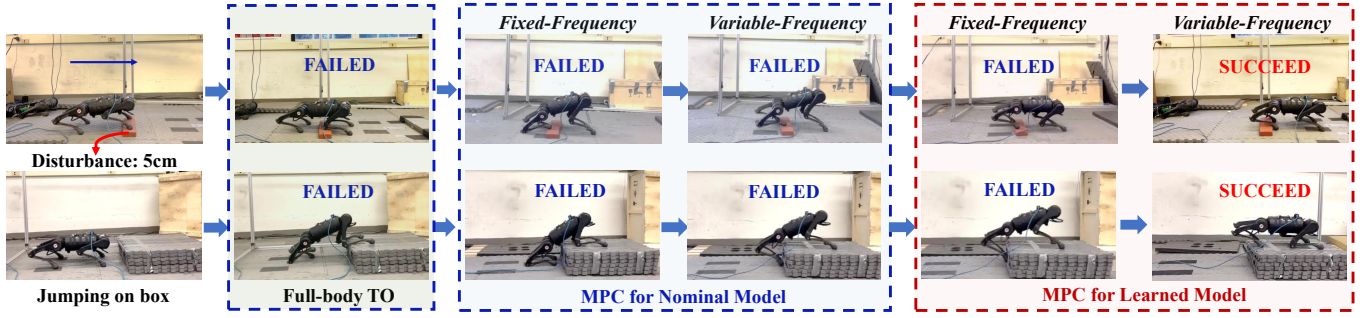 Fixed-Frequency Variable-Frequency Fixed-Frequency Variable-Frequency
FAILED FAILED FAILED FAILED SUCCEED
Disturbance: 5cm
FAILED FAILED FAILED FAILED SUCCEED
Jumping on box Full-body TO MPC for Nominal Model MPC for Learned Model